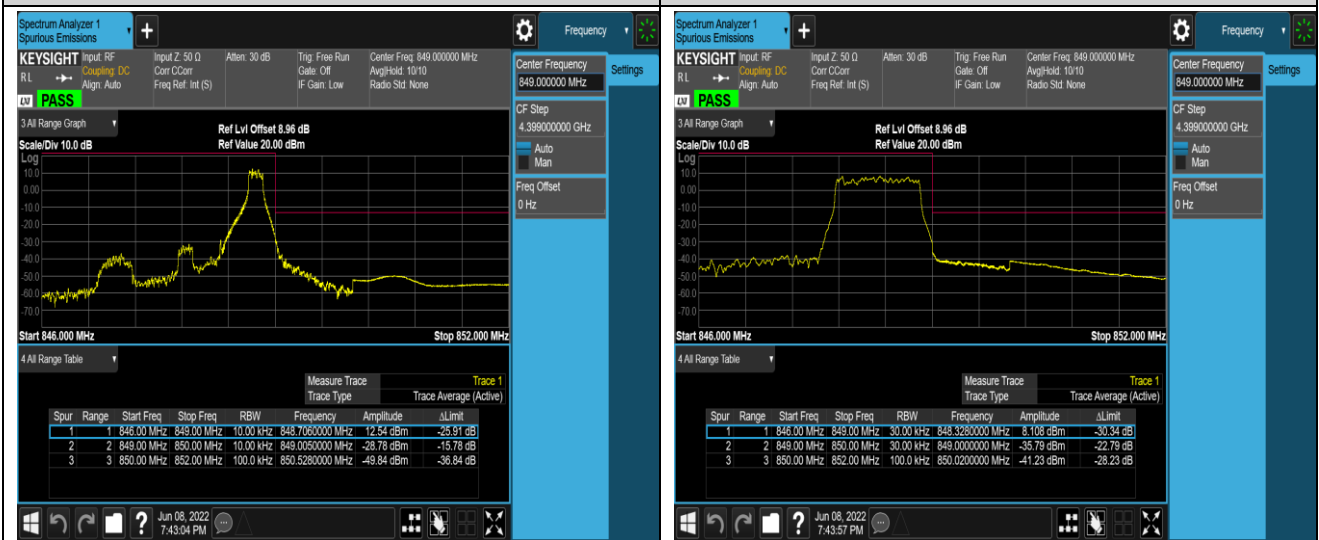 Spectrum Analyzer 1
Spurious Emissions
+
Frequency
KEYSIGHT Input: RF Input Z: 50 Ω Atten: 30 dB Trig: Free Run Center Freq: 849.000000 MHz
R L Coupling: DC Corr CCorr Gate: Off Avg|Hold: 10/10
Align: Auto Freq Ref: Int (S) IF Gain: Low Radio Std: None
LXI PASS
Center Frequency
849.000000 MHz
Settings
CF Step
4.399000000 GHz
Auto
Man
Freq Offset
0 Hz
3 All Range Graph
Ref Lvl Offset 8.96 dB
Scale/Div 10.0 dB Ref Value 20.00 dBm
Log
10.0
0.00
-10.0
-20.0
-30.0
-40.0
-50.0
-60.0
-70.0
Start 846.000 MHz Stop 852.000 MHz
4 All Range Table
Measure Trace Trace 1
Trace Type Trace Average (Active)
Spur Range Start Freq Stop Freq RBW Frequency Amplitude ΔLimit
1 1 846.00 MHz 849.00 MHz 10.00 kHz 848.7060000 MHz 12.54 dBm -25.91 dB
2 2 849.00 MHz 850.00 MHz 10.00 kHz 849.0050000 MHz -28.78 dBm -15.78 dB
3 3 850.00 MHz 852.00 MHz 100.0 kHz 850.5280000 MHz -49.84 dBm -36.84 dB
?
Jun 08, 2022
7:43:04 PM
Spectrum Analyzer 1
Spurious Emissions
+
Frequency
KEYSIGHT Input: RF Input Z: 50 Ω Atten: 30 dB Trig: Free Run Center Freq: 849.000000 MHz
R L Coupling: DC Corr CCorr Gate: Off Avg|Hold: 10/10
Align: Auto Freq Ref: Int (S) IF Gain: Low Radio Std: None
LXI PASS
Center Frequency
849.000000 MHz
Settings
CF Step
4.399000000 GHz
Auto
Man
Freq Offset
0 Hz
3 All Range Graph
Ref Lvl Offset 8.96 dB
Scale/Div 10.0 dB Ref Value 20.00 dBm
Log
10.0
0.00
-10.0
-20.0
-30.0
-40.0
-50.0
-60.0
-70.0
Start 846.000 MHz Stop 852.000 MHz
4 All Range Table
Measure Trace Trace 1
Trace Type Trace Average (Active)
Spur Range Start Freq Stop Freq RBW Frequency Amplitude ΔLimit
1 1 846.00 MHz 849.00 MHz 30.00 kHz 848.3280000 MHz 8.108 dBm -30.34 dB
2 2 849.00 MHz 850.00 MHz 30.00 kHz 849.0000000 MHz -35.79 dBm -22.79 dB
3 3 850.00 MHz 852.00 MHz 100.0 kHz 850.0200000 MHz -41.23 dBm -28.23 dB
?
Jun 08, 2022
7:43:57 PM